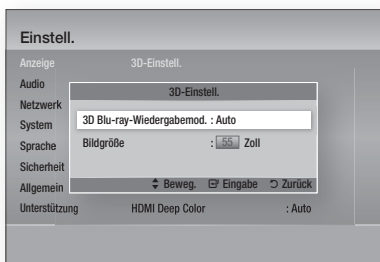 Einstell.
Anzeige 3D-Einstell.
Audio
3D-Einstell.
Netzwerk
System
3D Blu-ray-Wiedergabemod. : Auto
Sprache
Bildgröße : 55 Zoll
Sicherheit
Allgemein
Beweg. Eingabe Zurück
Unterstützung HDMI Deep Color : Auto